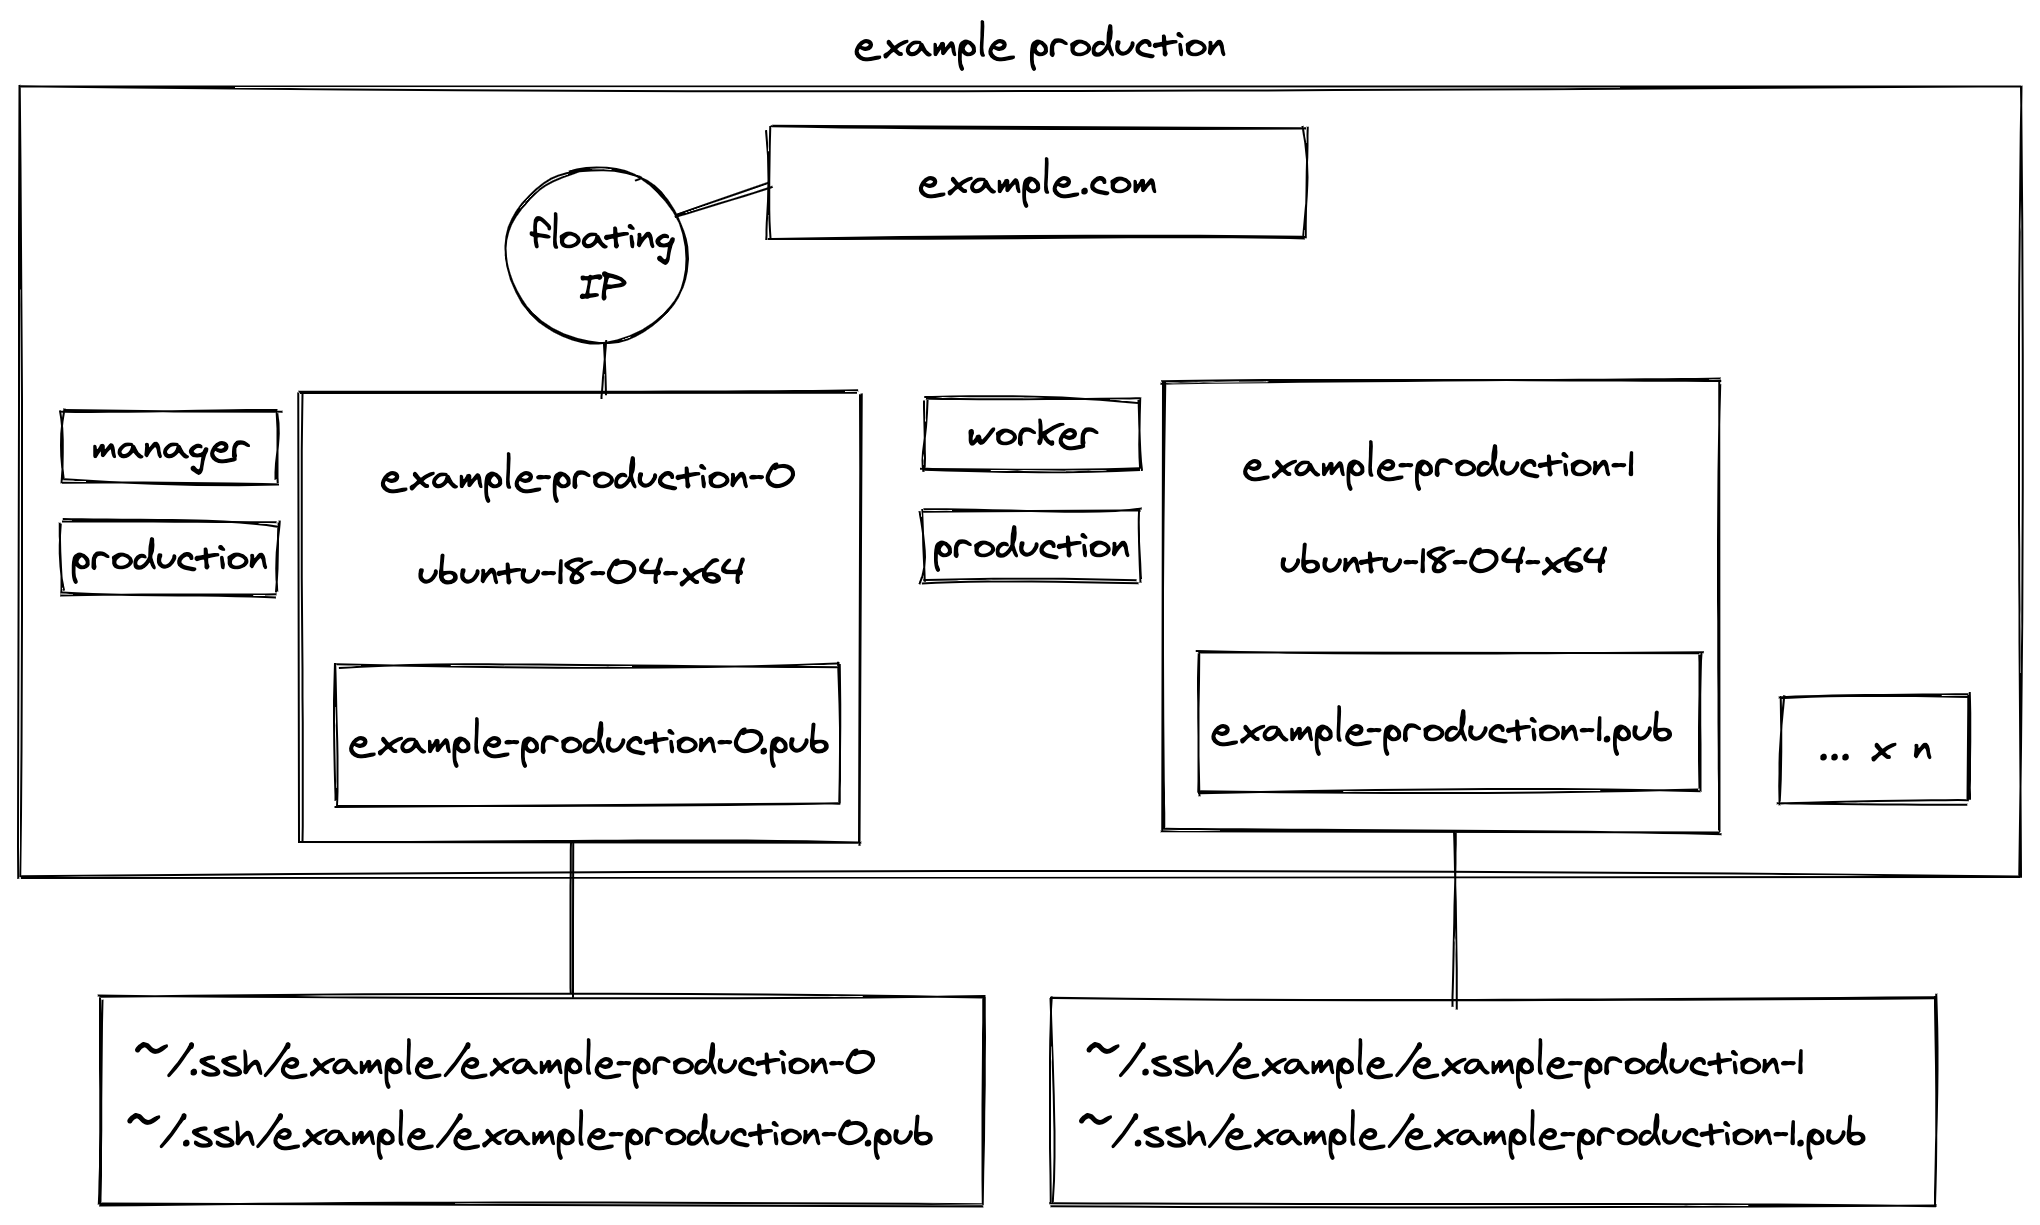 example production
example.com
floating
IP
manager
production
example-production-0
ubuntu-18-04-x64
example-production-0.pub
worker
production
example-production-1
ubuntu-18-04-x64
example-production-1.pub
... x n
~/.ssh/example/example-production-0
~/.ssh/example/example-production-0.pub
~/.ssh/example/example-production-1
~/.ssh/example/example-production-1.pub